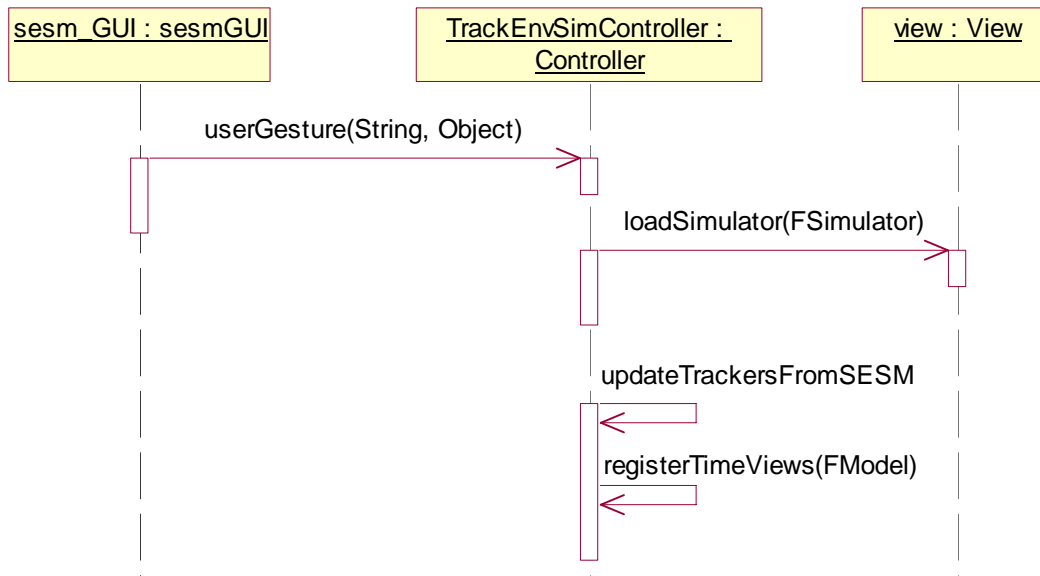 sesm_GUI : sesmGUI
TrackEnvSimController :
Controller
view : View
userGesture(String, Object)
loadSimulator(FSimulator)
updateTrackersFromSESM
registerTimeViews(FModel)